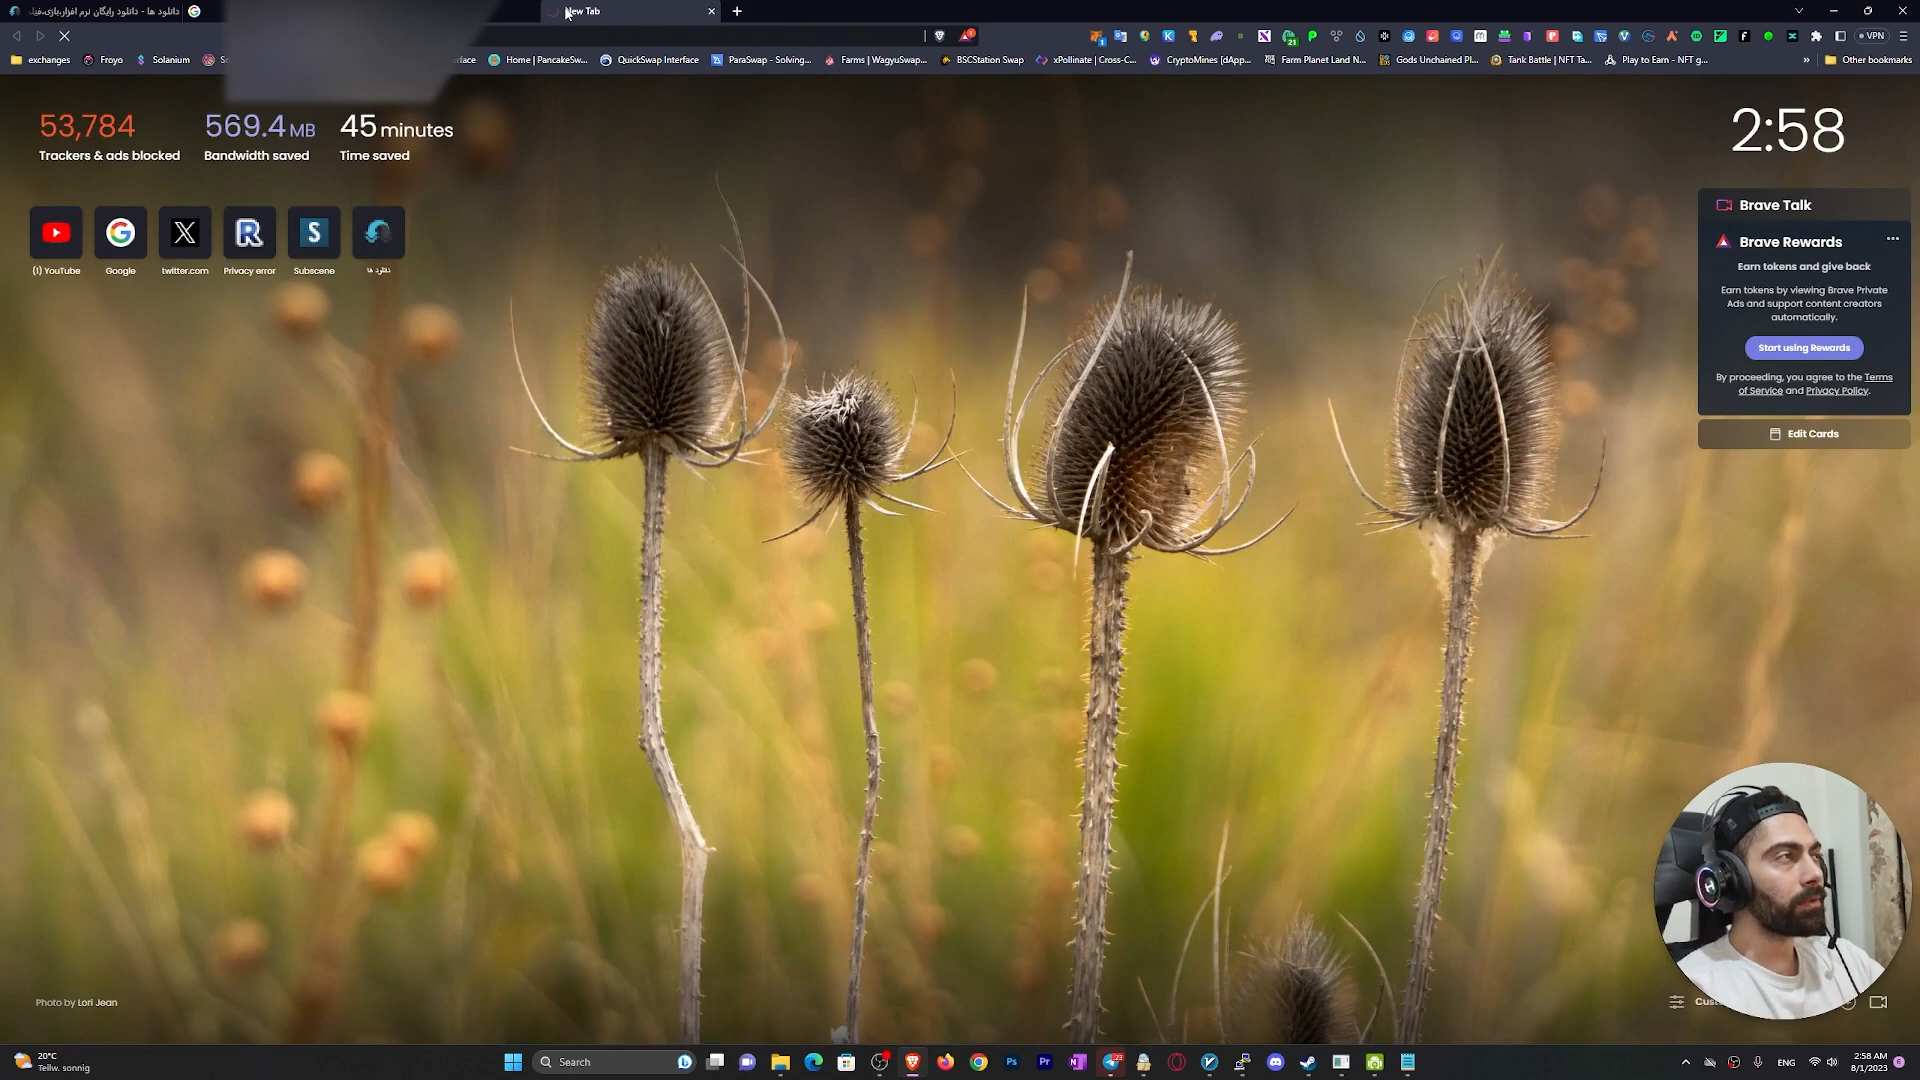 دانلود ها - دانلود رایگان نرم افزار،بازی،فیل
New Tab
VPN
exchanges
Froyo
Solanium
Home | PancakeSw...
QuickSwap Interface
ParaSwap - Solving...
Farms | WagyuSwap...
BSCStation Swap
xPollinate | Cross-C...
CryptoMines [dApp...
Farm Planet Land N...
Gods Unchained Pl...
Tank Battle | NFT Ta...
Play to Earn - NFT g...
Other bookmarks
53,784
Trackers & ads blocked
569.4 MB
Bandwidth saved
45 minutes
Time saved
2:58
(1) YouTube
Google
twitter.com
Privacy error
Subscene
دانلود ها
Brave Talk
Brave Rewards
Earn tokens and give back
Earn tokens by viewing Brave Private
Ads and support content creators
automatically.
Start using Rewards
By proceeding, you agree to the Terms
of Service and Privacy Policy.
Edit Cards
Photo by Lori Jean
20°C
Teilw. sonnig
Search
23
ENG
2:58 AM
8/1/2023